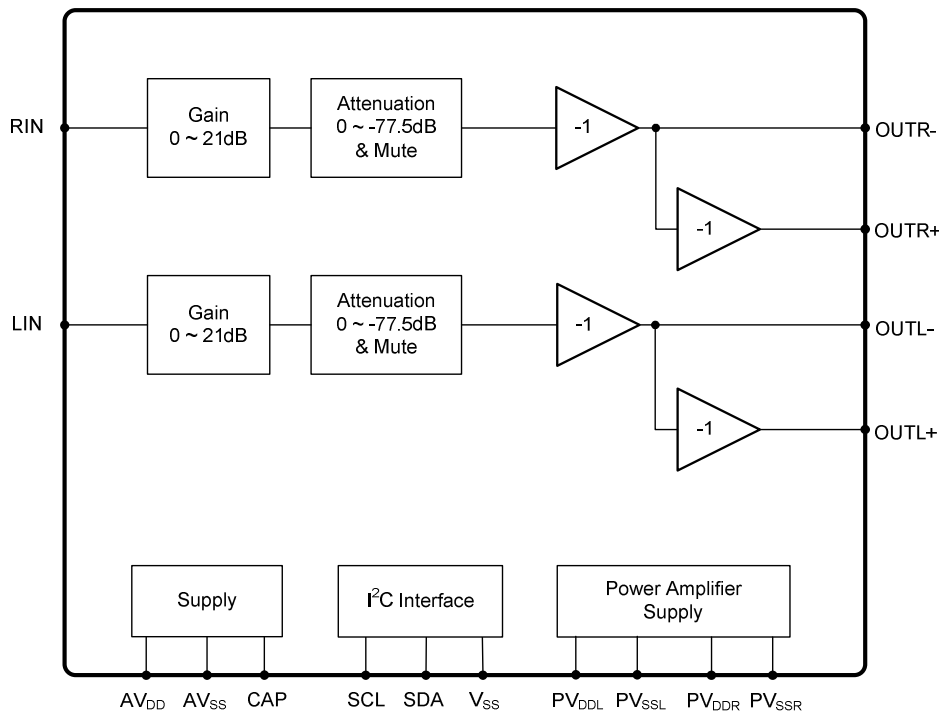 RIN
Gain
0 ~ 21dB
Attenuation
0 ~ -77.5dB
& Mute
-1
OUTR-
-1
OUTR+
LIN
Gain
0 ~ 21dB
Attenuation
0 ~ -77.5dB
& Mute
-1
OUTL-
-1
OUTL+
Supply
I²C Interface
Power Amplifier
Supply
AVDD AVSS CAP SCL SDA VSS PVDDL PVSSL PVDDR PVSSR